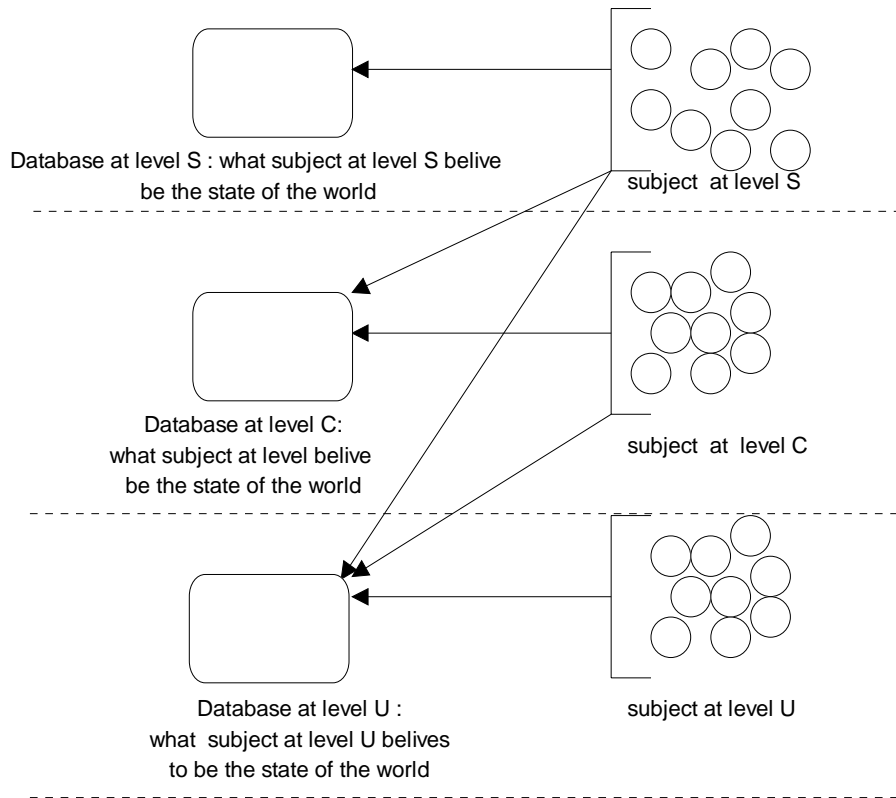 Database at level S : what subject at level S belive
be the state of the world
subject at level S
Database at level C:
what subject at level belive
be the state of the world
subject at level C
Database at level U :
what subject at level U belives
to be the state of the world
subject at level U